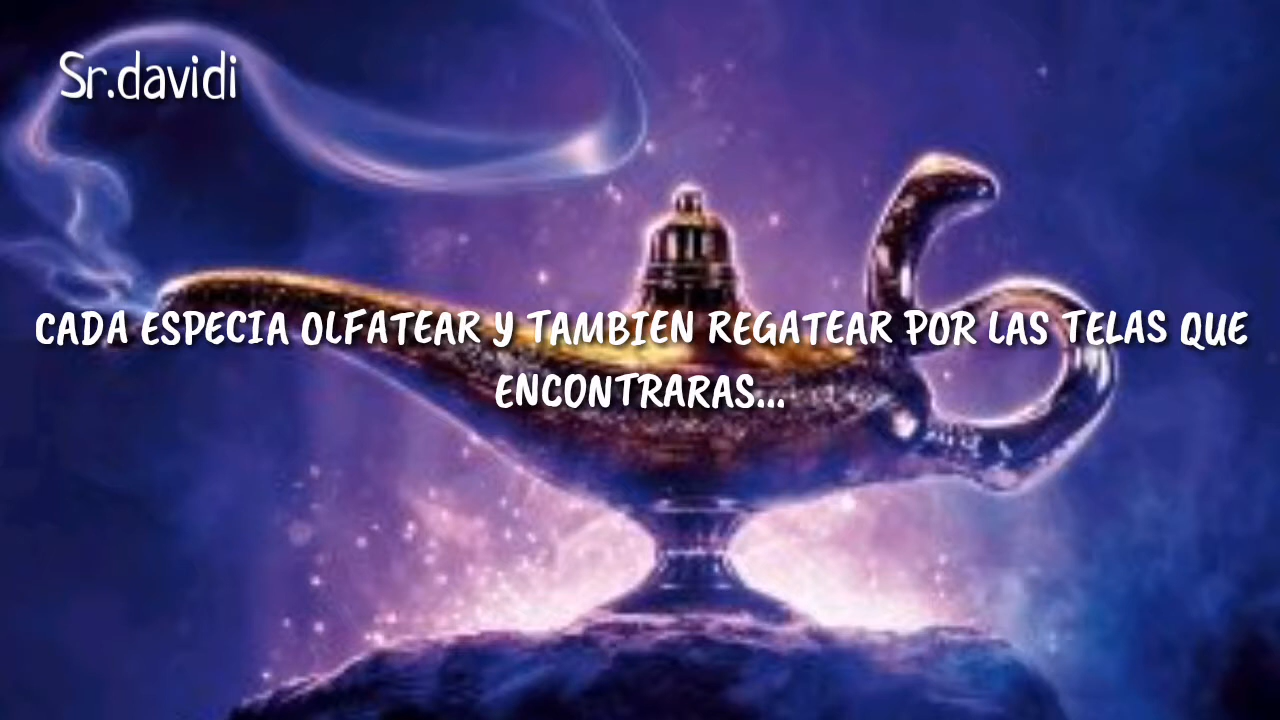 Sr.davidi
CADA ESPECIA OLFATEAR Y TAMBIEN REGATEAR POR LAS TELAS QUE
ENCONTRARAS...